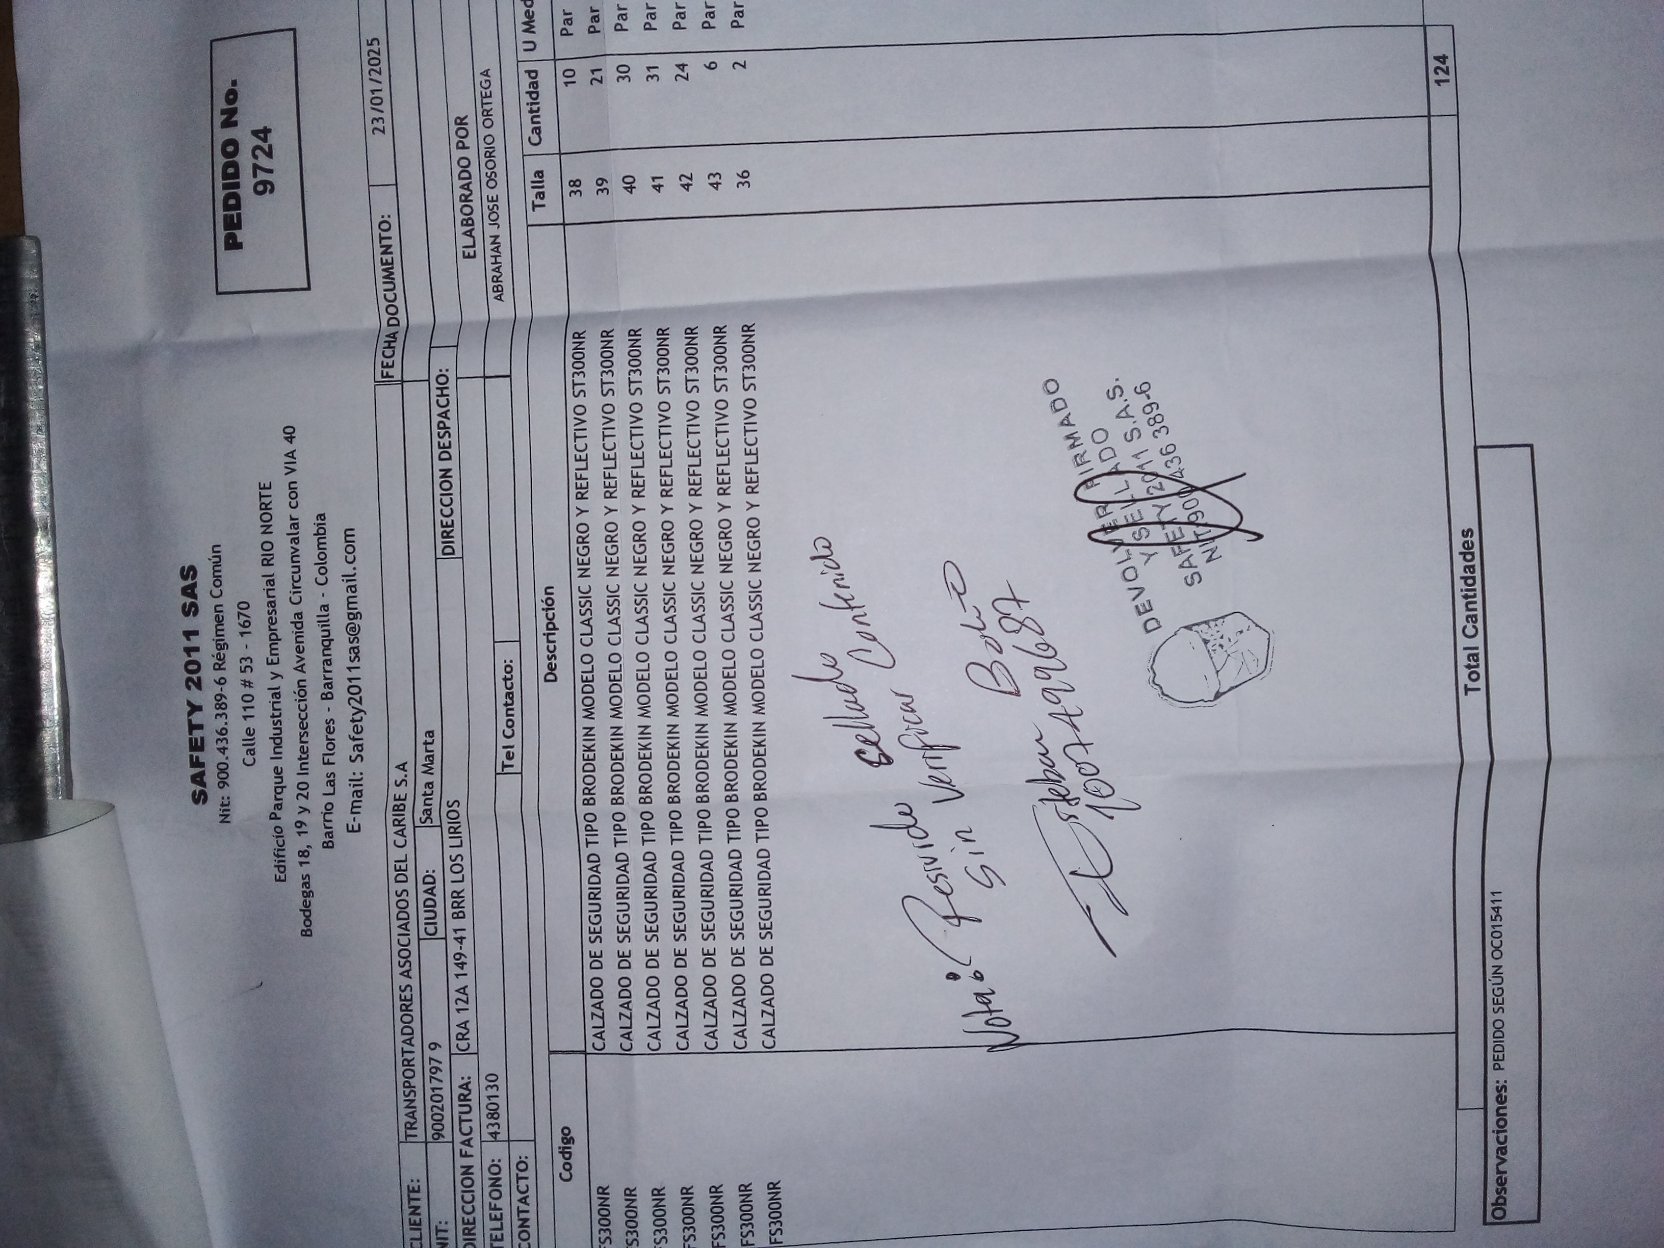 SAFETY 2011 SAS
Nit: 900.436.389-6 Régimen Común
Calle 110 # 53 - 1670
Edificio Parque Industrial y Empresarial RIO NORTE
Bodegas 18, 19 y 20 Intersección Avenida Circunvalar con VIA 40
Barrio Las Flores - Barranquilla - Colombia
E-mail: Safety2011sas@gmail.com
PEDIDO No.
9724
CLIENTE: TRANSPORTADORES ASOCIADOS DEL CARIBE S.A FECHA DOCUMENTO: 23/01/2025
NIT: 900201797 9 CIUDAD: Santa Marta
DIRECCION FACTURA: CRA 12A 149-41 BRR LOS LIRIOS DIRECCION DESPACHO:
ELABORADO POR
TELEFONO: 4380130 ABRAHAN JOSE OSORIO ORTEGA
CONTACTO: Tel Contacto:
Codigo Descripción Talla Cantidad U Med
FS300NR CALZADO DE SEGURIDAD TIPO BRODEKIN MODELO CLASSIC NEGRO Y REFLECTIVO ST300NR 38 10 Par
FS300NR CALZADO DE SEGURIDAD TIPO BRODEKIN MODELO CLASSIC NEGRO Y REFLECTIVO ST300NR 39 21 Par
FS300NR CALZADO DE SEGURIDAD TIPO BRODEKIN MODELO CLASSIC NEGRO Y REFLECTIVO ST300NR 40 30 Par
FS300NR CALZADO DE SEGURIDAD TIPO BRODEKIN MODELO CLASSIC NEGRO Y REFLECTIVO ST300NR 41 31 Par
FS300NR CALZADO DE SEGURIDAD TIPO BRODEKIN MODELO CLASSIC NEGRO Y REFLECTIVO ST300NR 42 24 Par
FS300NR CALZADO DE SEGURIDAD TIPO BRODEKIN MODELO CLASSIC NEGRO Y REFLECTIVO ST300NR 43 6 Par
FS300NR CALZADO DE SEGURIDAD TIPO BRODEKIN MODELO CLASSIC NEGRO Y REFLECTIVO ST300NR 36 2 Par
Nota: Resivido Sellado
Sin Verificar Contenido
Esteban
1007499687
DEVOLVER FIRMADO
Y SELLADO
SAFETY 2011 S.A.S.
NIT. 900 436 389-6
Total Cantidades 124
Observaciones: PEDIDO SEGÚN OC015411